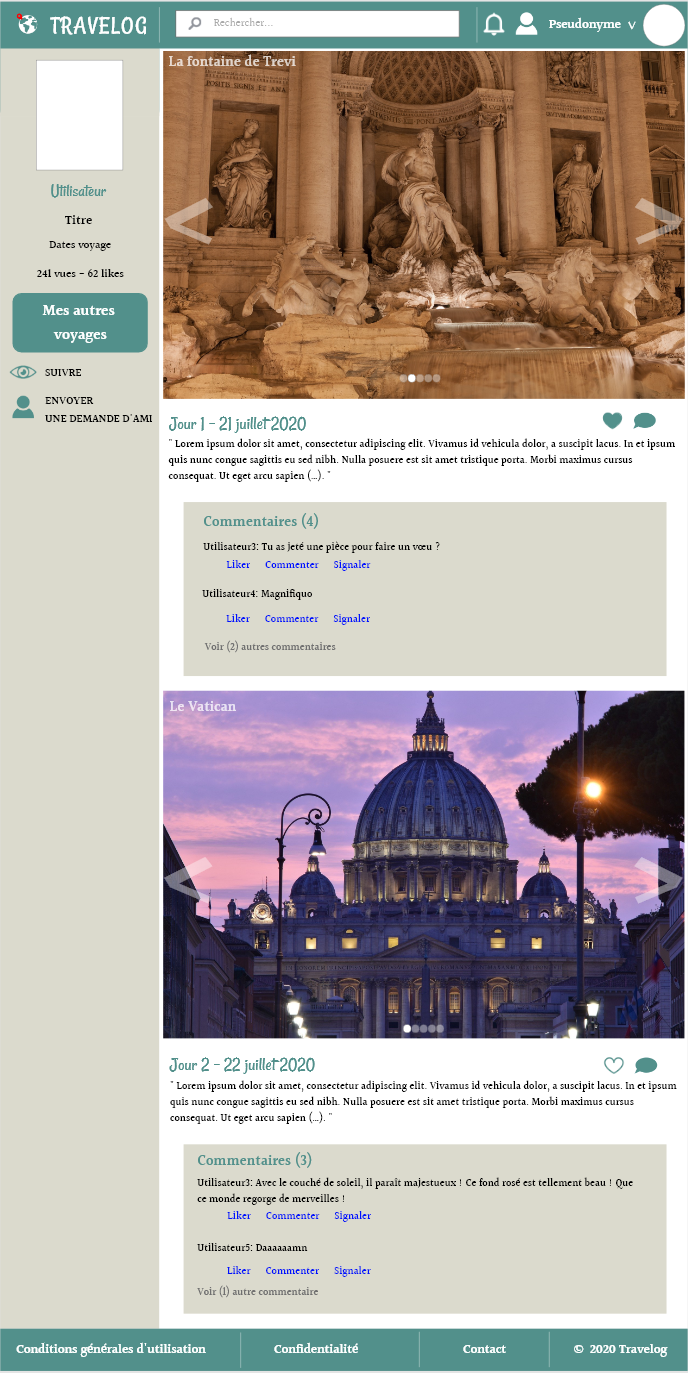 TRAVELOG
Rechercher...
Pseudonyme
Utilisateur
Titre
Dates voyage
241 vues - 62 likes
Mes autres
voyages
SUIVRE
ENVOYER
UNE DEMANDE D'AMI
La fontaine de Trevi
Jour 1 - 21 juillet 2020
" Lorem ipsum dolor sit amet, consectetur adipiscing elit. Vivamus id vehicula dolor, a suscipit lacus. In et ipsum
quis nunc congue sagittis eu sed nibh. Nulla posuere est sit amet tristique porta. Morbi maximus cursus
consequat. Ut eget arcu sapien (...). "
Commentaires (4)
Utilisateur3: Tu as jeté une pièce pour faire un vœu ?
Liker Commenter Signaler
Utilisateur4: Magnifiquo
Liker Commenter Signaler
Voir (2) autres commentaires
Le Vatican
Jour 2 - 22 juillet 2020
" Lorem ipsum dolor sit amet, consectetur adipiscing elit. Vivamus id vehicula dolor, a suscipit lacus. In et ipsum
quis nunc congue sagittis eu sed nibh. Nulla posuere est sit amet tristique porta. Morbi maximus cursus
consequat. Ut eget arcu sapien (...). "
Commentaires (3)
Utilisateur3: Avec le couché de soleil, il paraît majestueux ! Ce fond rosé est tellement beau ! Que
ce monde regorge de merveilles !
Liker Commenter Signaler
Utilisateur5: Daaaaaamn
Liker Commenter Signaler
Voir (1) autre commentaire
Conditions générales d'utilisation
Confidentialité
Contact
© 2020 Travelog